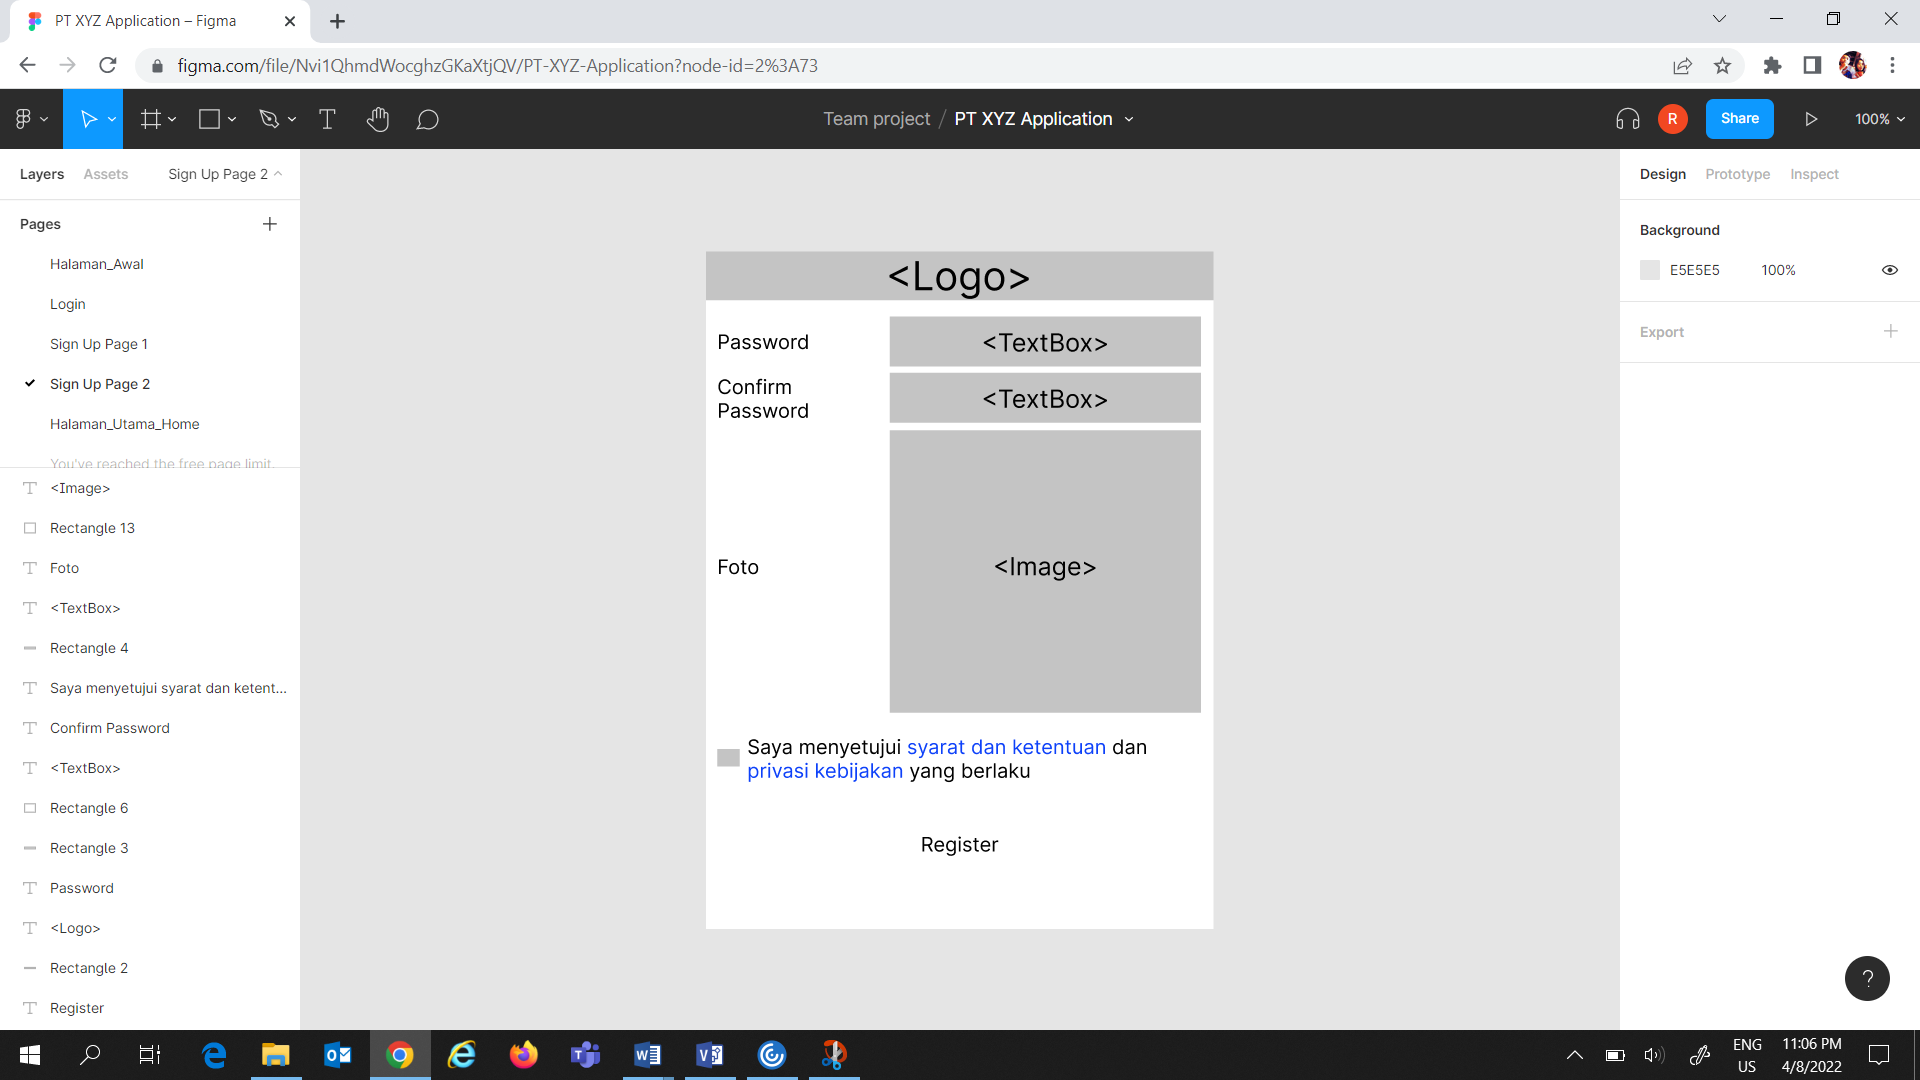 PT XYZ Application – Figma
figma.com/file/Nvi1QhmdWocghzGKaXtjQV/PT-XYZ-Application?node-id=2%3A73
Team project / PT XYZ Application
R
Share
100%
Layers Assets Sign Up Page 2
Pages
Halaman_Awal
Login
Sign Up Page 1
Sign Up Page 2
Halaman_Utama_Home
You've reached the free page limit.
<Image>
Rectangle 13
Foto
<TextBox>
Rectangle 4
Saya menyetujui syarat dan ketent...
Confirm Password
<TextBox>
Rectangle 6
Rectangle 3
Password
<Logo>
Rectangle 2
Register
<Logo>
Password <TextBox>
Confirm
Password
<TextBox>
Foto <Image>
Saya menyetujui syarat dan ketentuan dan
privasi kebijakan yang berlaku
Register
Design Prototype Inspect
Background
E5E5E5 100%
Export
?
ENG
US
11:06 PM
4/8/2022